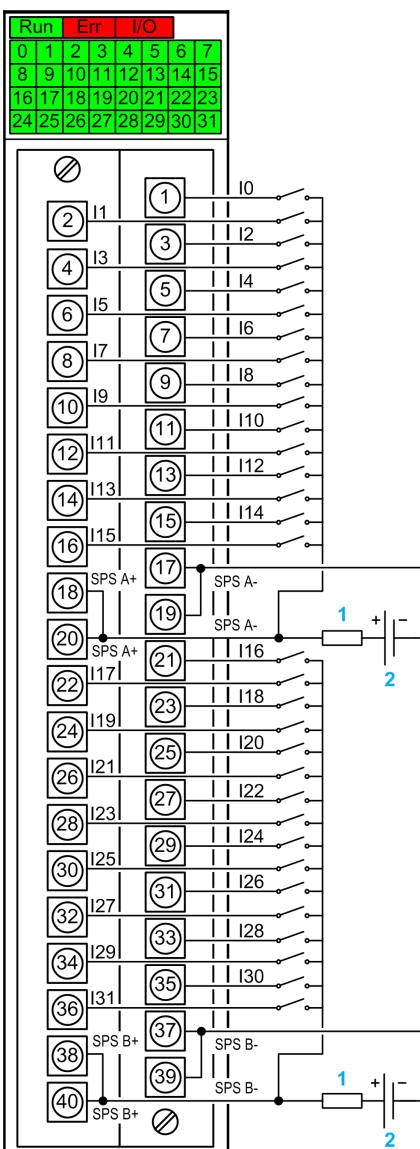 Run Err I/O
0 1 2 3 4 5 6 7
8 9 10 11 12 13 14 15
16 17 18 19 20 21 22 23
24 25 26 27 28 29 30 31
1 I0
2 I1
3 I2
4 I3
5 I4
6 I5
7 I6
8 I7
9 I8
10 I9
11 I10
12 I11
13 I12
14 I13
15 I14
16 I15
17 SPS A-
18 SPS A+
19 SPS A-
20 SPS A+
1 + −
2
21 I16
22 I17
23 I18
24 I19
25 I20
26 I21
27 I22
28 I23
29 I24
30 I25
31 I26
32 I27
33 I28
34 I29
35 I30
36 I31
37 SPS B-
38 SPS B+
39 SPS B-
40 SPS B+
1 + −
2